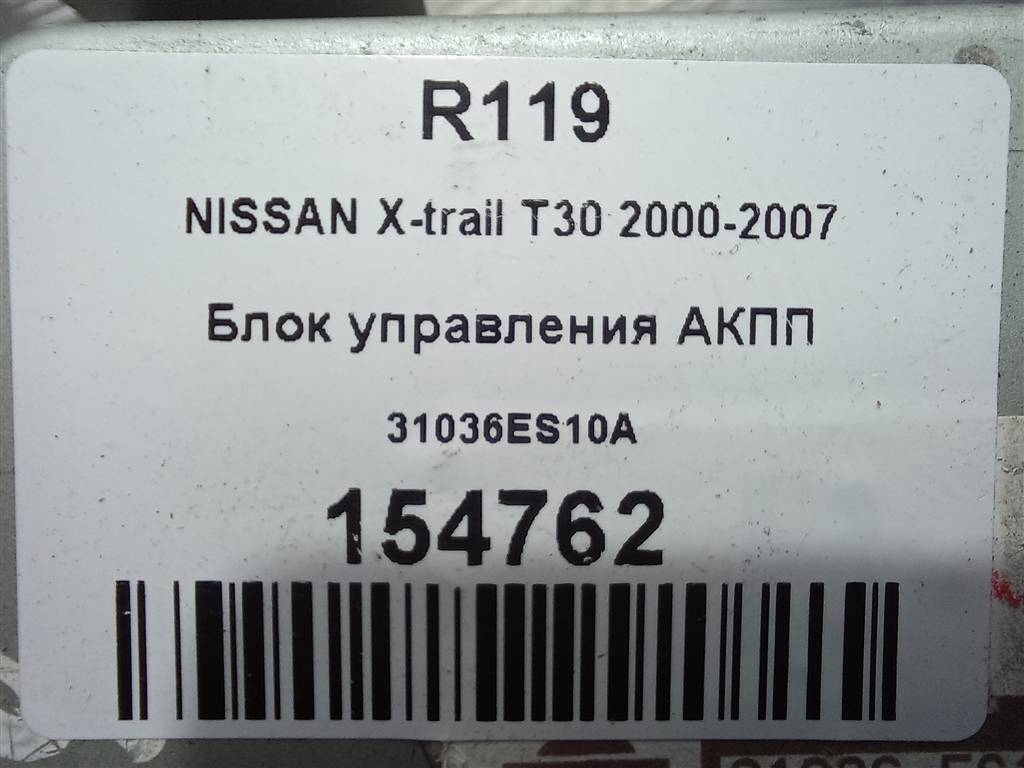 R119
NISSAN X-trail T30 2000-2007
Блок управления АКПП
31036ES10A
154762